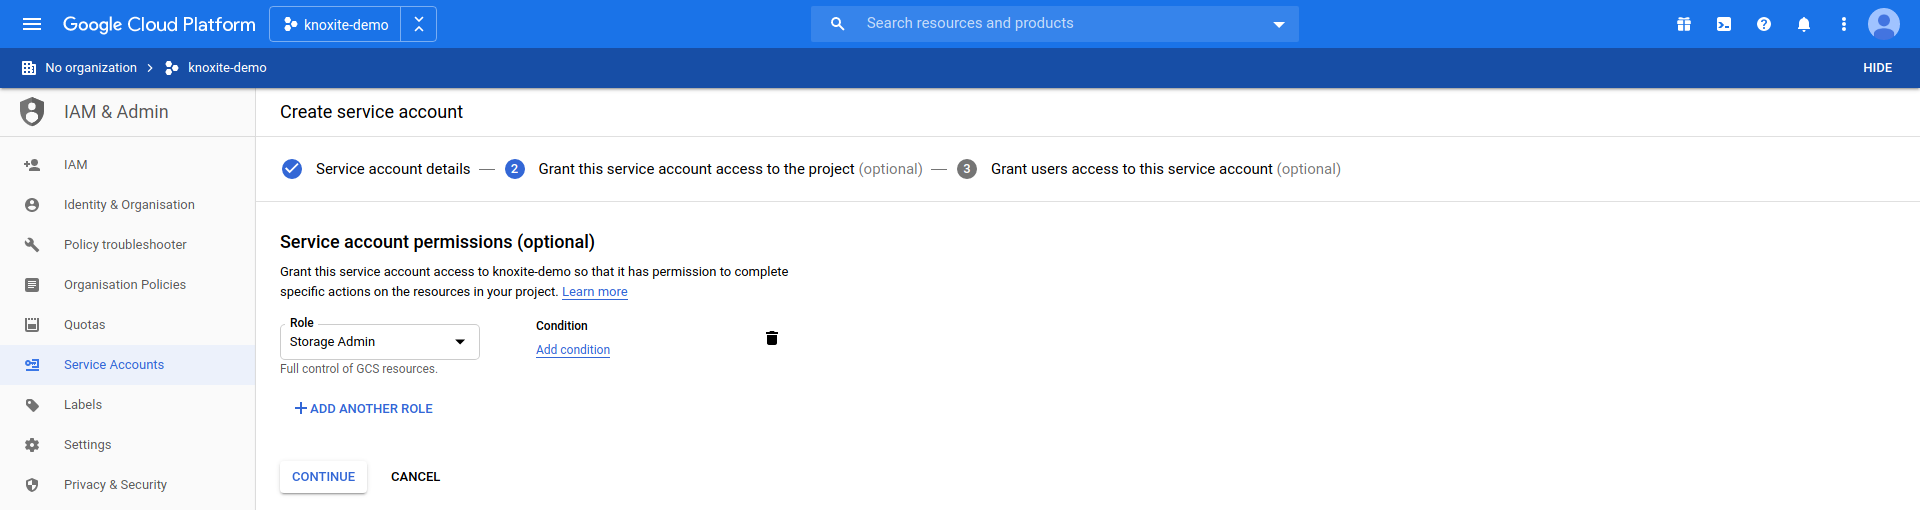 Google Cloud Platform
knoxite-demo
Search resources and products
No organization
knoxite-demo
HIDE
IAM & Admin
Create service account
IAM
Identity & Organisation
Policy troubleshooter
Organisation Policies
Quotas
Service Accounts
Labels
Settings
Privacy & Security
Service account details
2
Grant this service account access to the project (optional)
3
Grant users access to this service account (optional)
Service account permissions (optional)
Grant this service account access to knoxite-demo so that it has permission to complete
specific actions on the resources in your project. Learn more
Role
Storage Admin
Full control of GCS resources.
Condition
Add condition
ADD ANOTHER ROLE
CONTINUE
CANCEL